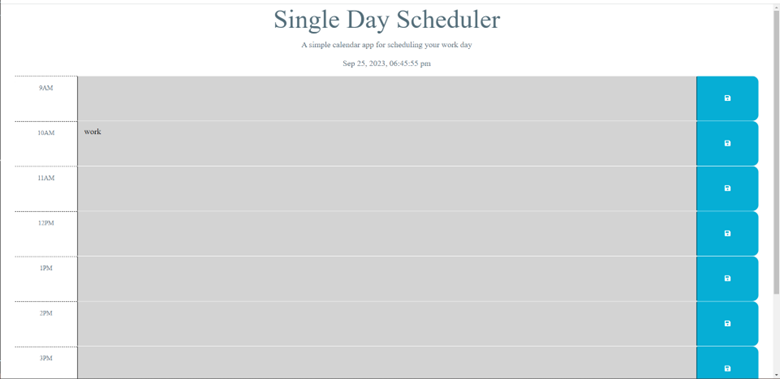 Single Day Scheduler
A simple calendar app for scheduling your work day
Sep 25, 2023, 06:45:55 pm
9AM
10AM work
11AM
12PM
1PM
2PM
3PM